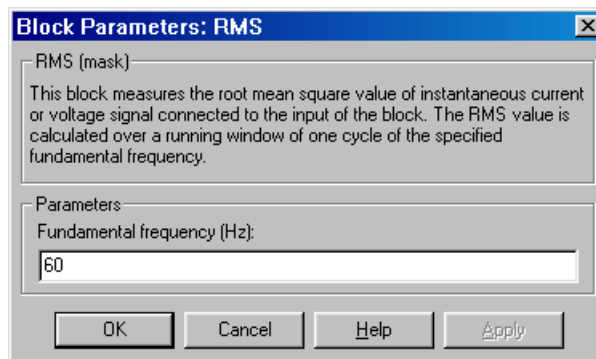 Block Parameters: RMS
RMS (mask)
This block measures the root mean square value of instantaneous current
or voltage signal connected to the input of the block. The RMS value is
calculated over a running window of one cycle of the specified
fundamental frequency.
Parameters
Fundamental frequency (Hz):
60
OK Cancel Help Apply